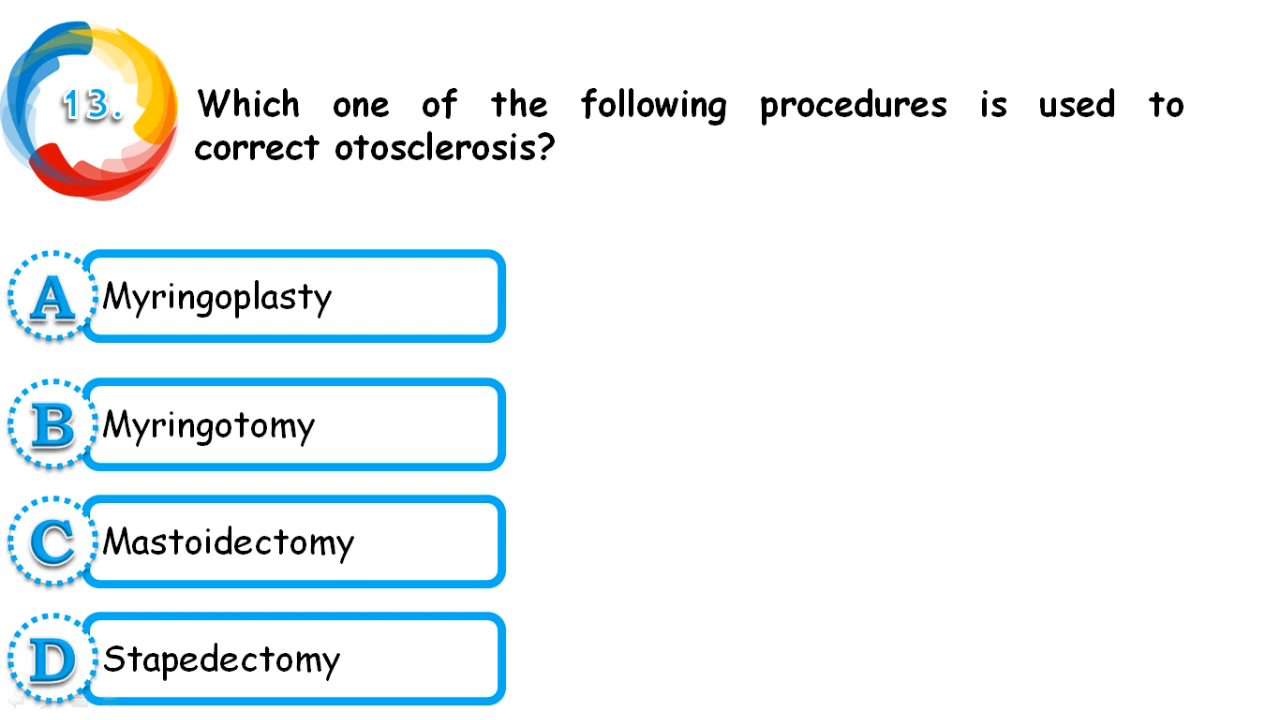 13.
Which one of the following procedures is used to
correct otosclerosis?
A
Myringoplasty
B
Myringotomy
C
Mastoidectomy
D
Stapedectomy